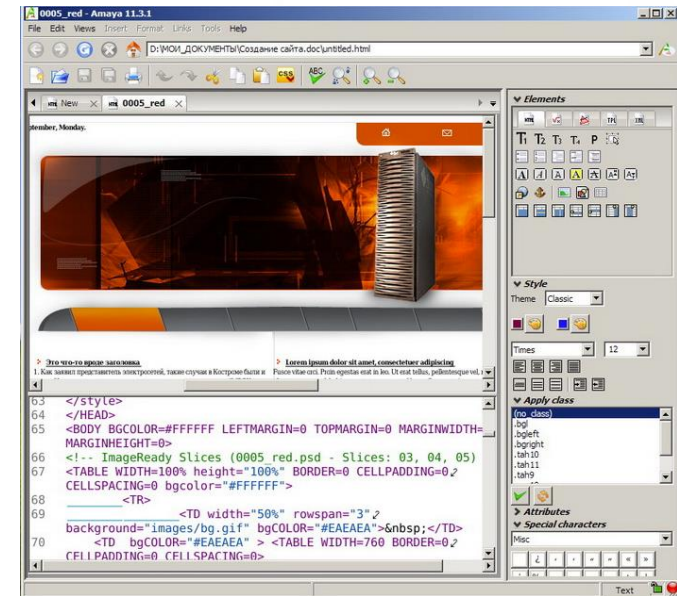 0005_red - Amaya 11.3.1
File Edit Views Insert Format Links Tools Help
D:\МОИ_ДОКУМЕНТЫ\Создание сайта.doc\untitled.html
New
0005_red
ptember, Monday.
Это что-то вроде заголовка
1. Как заявил представитель электросетей, такие случаи в Костроме были и
Lorem ipsum dolor sit amet, consectetuer adipiscing
Fusce vitae orci. Proin egestas erat in leo. Ut erat tellus, pellentesque vel,
63 </style>
64 </HEAD>
65 <BODY BGCOLOR=#FFFFFF LEFTMARGIN=0 TOPMARGIN=0 MARGINWIDTH=
MARGINHEIGHT=0>
66 <!-- ImageReady Slices (0005_red.psd - Slices: 03, 04, 05)
67 <TABLE WIDTH=100% height="100%" BORDER=0 CELLPADDING=0
CELLSPACING=0 bgcolor="#FFFFFF">
68 <TR>
69 <TD width="50%" rowspan="3"
background="images/bg.gif" bgCOLOR="#EAEAEA">&nbsp;</TD>
70 <TD bgCOLOR="#EAEAEA" > <TABLE WIDTH=760 BORDER=0
CELLPADDING=0 CELLSPACING=0>
Elements
T1 T2 T3 T4 P
Style
Theme Classic
Times 12
Apply class
(no_class)
.bgl
.bgleft
.bgright
.tah10
.tah11
.tah9
Attributes
Special characters
Misc
¿ « »
Text